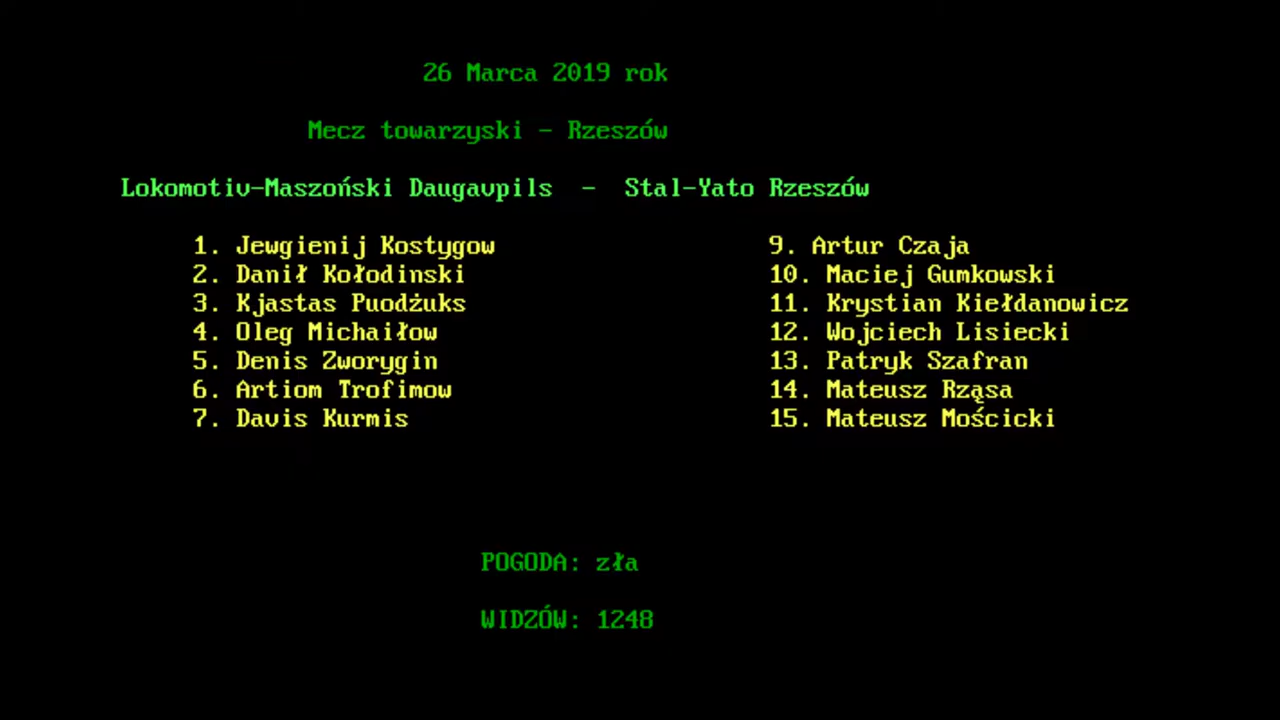 26 Marca 2019 rok
Mecz towarzyski - Rzeszów
Lokomotiv-Maszoński Daugavpils - Stal-Yato Rzeszów
1. Jewgienij Kostygow
2. Danił Kołodinski
3. Kjastas Puodżuks
4. Oleg Michaiłow
5. Denis Zworygin
6. Artiom Trofimow
7. Davis Kurmis
9. Artur Czaja
10. Maciej Gumkowski
11. Krystian Kiełdanowicz
12. Wojciech Lisiecki
13. Patryk Szafran
14. Mateusz Rząsa
15. Mateusz Mościcki
POGODA: zła
WIDZÓW: 1248